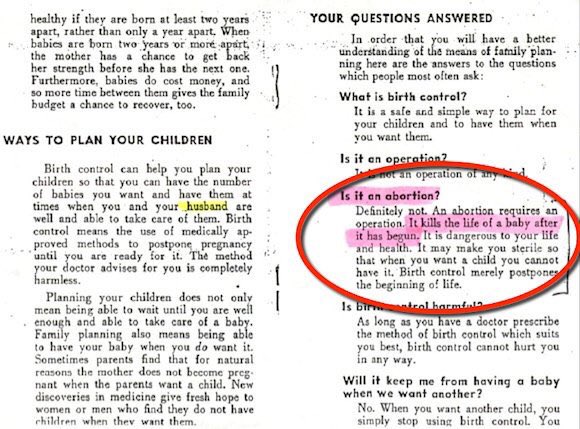 healthy if they are born at least two years
apart, rather than only a year apart. When
babies are born two years or more apart,
the mother has a chance to get back
her strength before she has the next one.
Furthermore, babies do cost money, and
so more time between them gives the family
budget a chance to recover, too.
WAYS TO PLAN YOUR CHILDREN
Birth control can help you plan your
children so that you can have the number
of babies you want and have them at
times when you and your husband are
well and able to take care of them. Birth
control means the use of medically ap-
proved methods to postpone pregnancy
until you are ready for it. The method
your doctor advises for you is completely
harmless.
Planning your children does not only
mean being able to wait until you are well
enough and able to take care of a baby.
Family planning also means being able
to have your baby when you do want it.
Sometimes parents find that for natural
reasons the mother does not become preg-
nant when the parents want a child. New
discoveries in medicine give fresh hope to
women or men who find they do not have
children when they want them.
YOUR QUESTIONS ANSWERED
In order that you will have a better
understanding of the means of family plan-
ning here are the answers to the questions
which people most often ask:
What is birth control?
It is a safe and simple way to plan for
your children and to have them when
you want them.
Is it an operation?
It is not an operation of any kind.
Is it an abortion?
Definitely not. An abortion requires an
operation. It kills the life of a baby after
it has begun. It is dangerous to your life
and health. It may make you sterile so
that when you want a child you cannot
have it. Birth control merely postpones
the beginning of life.
Is birth control harmful?
As long as you have a doctor prescribe
the method of birth control which suits
you best, birth control cannot hurt you
in any way.
Will it keep me from having a baby
when we want another?
No. When you want another child, you
simply stop using birth control. You